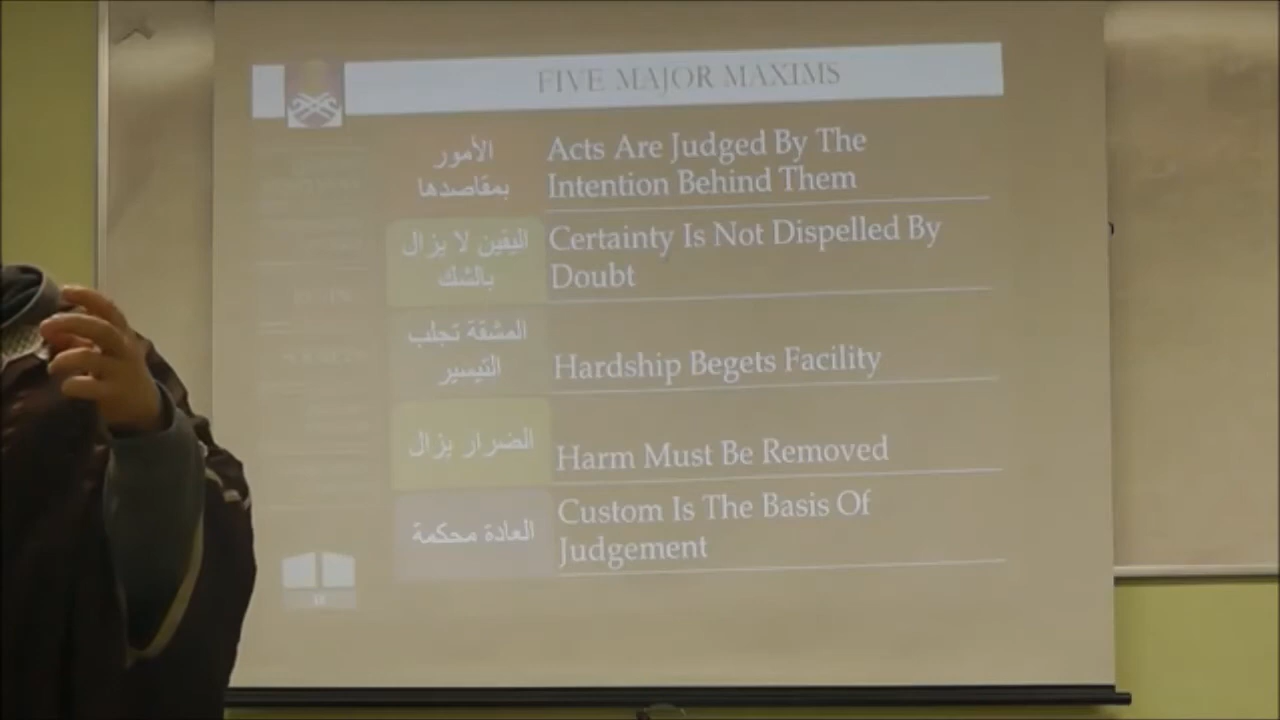 FIVE MAJOR MAXIMS
الأمور
بمقاصدها
Acts Are Judged By The
Intention Behind Them
اليقين لا يزال
بالشك
Certainty Is Not Dispelled By
Doubt
المشقة تجلب
التيسير
Hardship Begets Facility
الضرار يزال
Harm Must Be Removed
العادة محكمة
Custom Is The Basis Of
Judgement